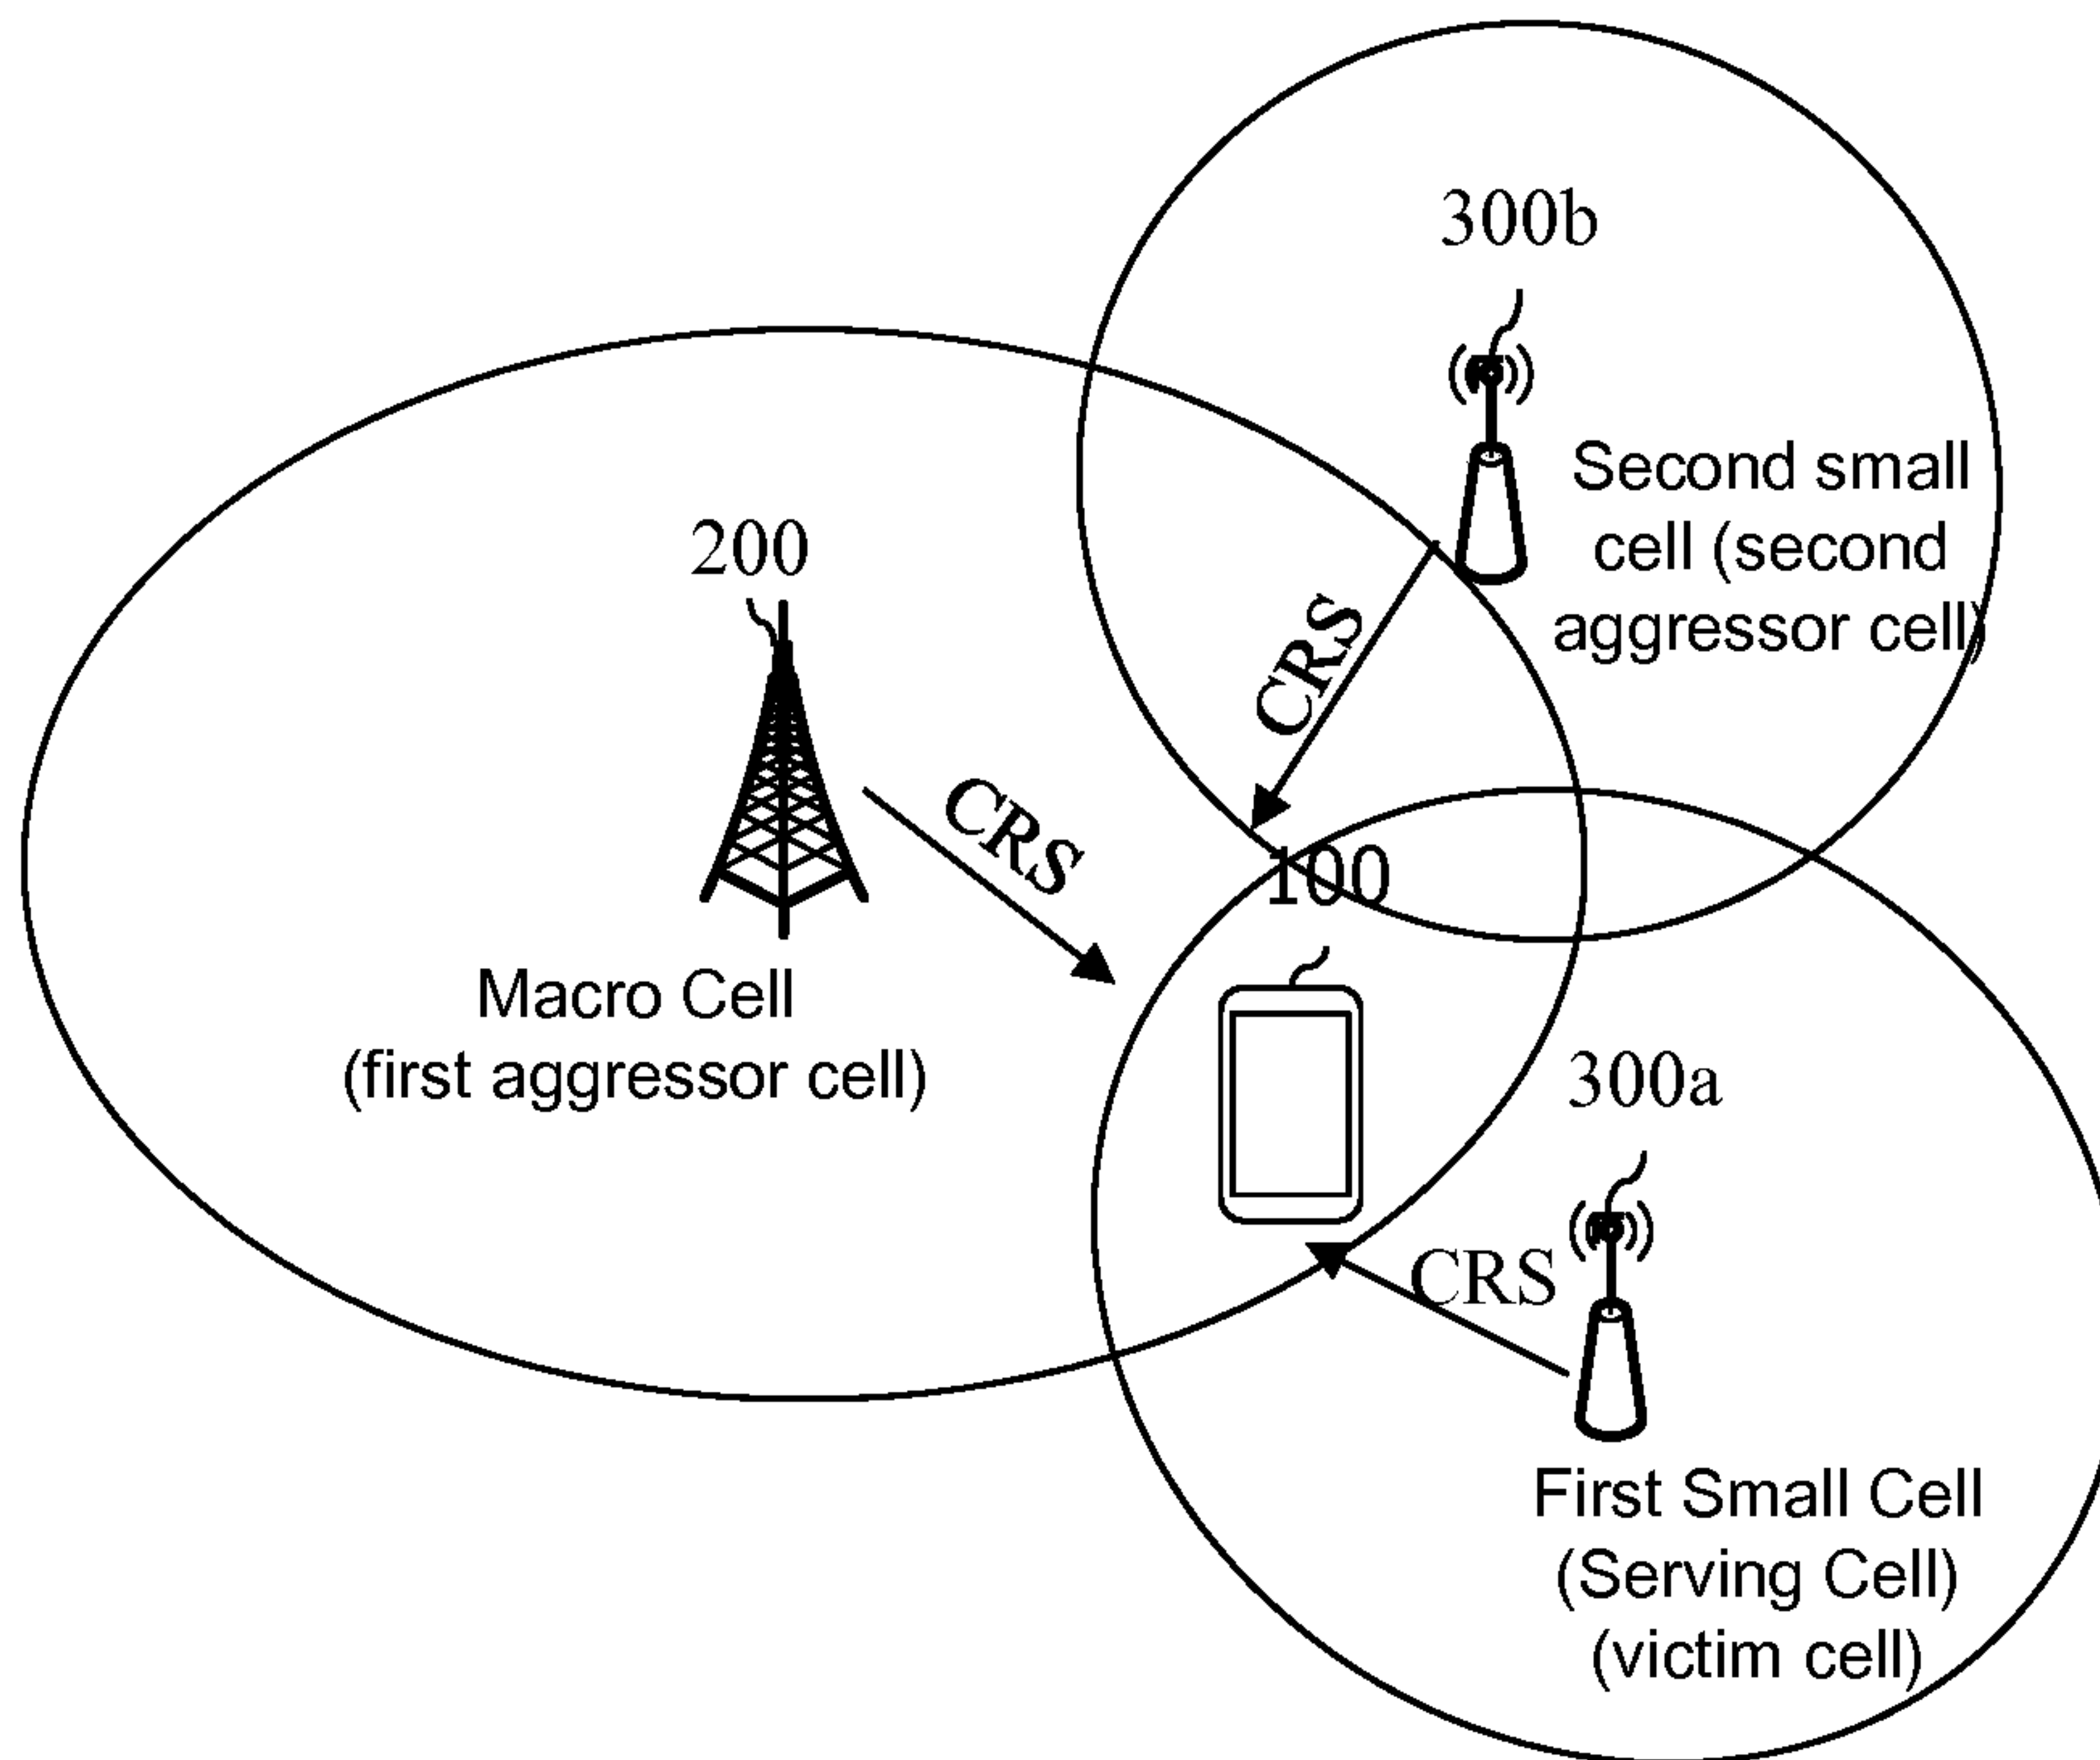 300b
Second small
cell (second
aggressor cell)
200
CRS
CRS
100
Macro Cell
(first aggressor cell)
300a
CRS
First Small Cell
(Serving Cell)
(victim cell)